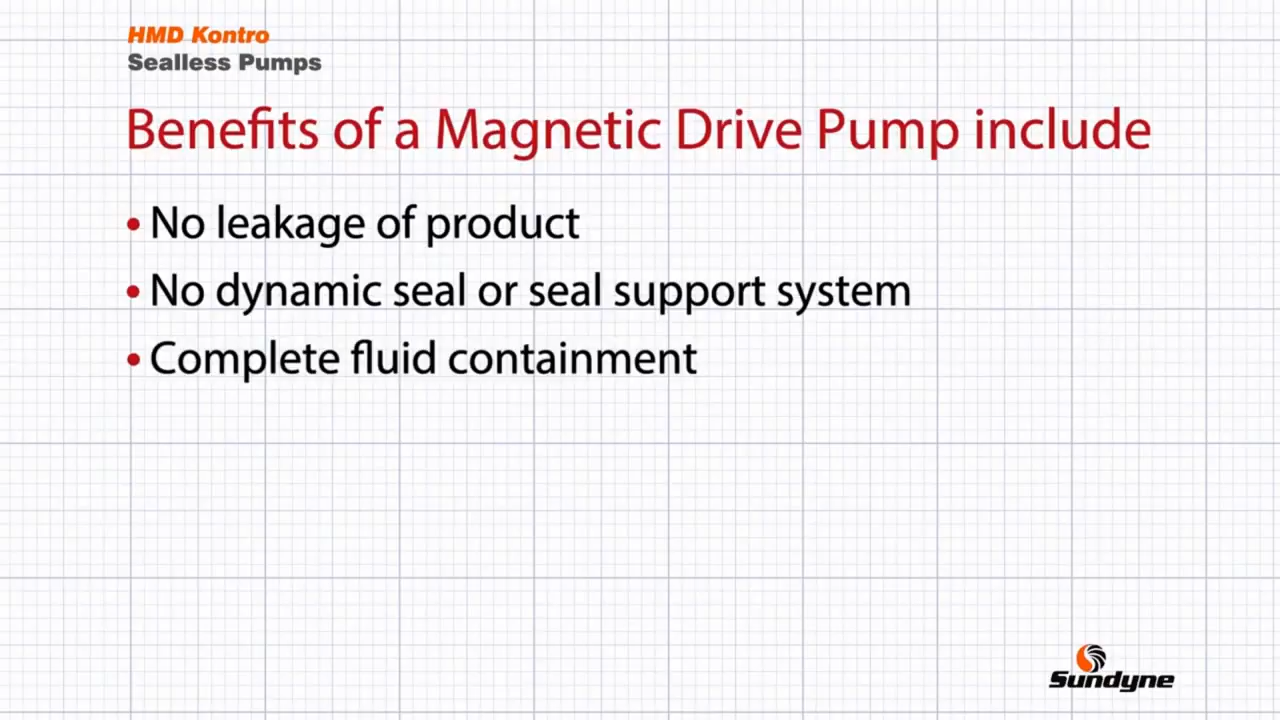 HMD Kontro
Sealless Pumps
Benefits of a Magnetic Drive Pump include
• No leakage of product
• No dynamic seal or seal support system
• Complete fluid containment
Sundyne